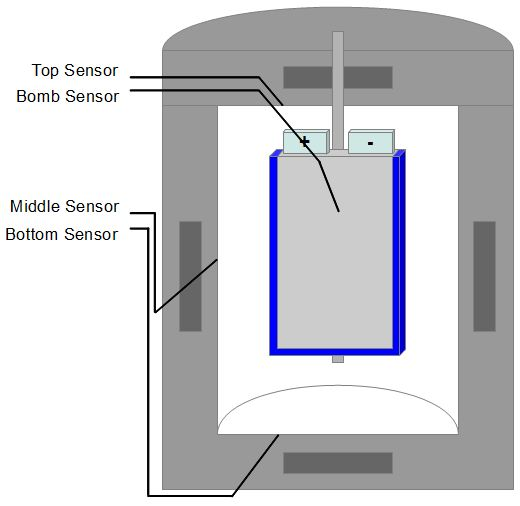 Top Sensor
Bomb Sensor
+ -
Middle Sensor
Bottom Sensor